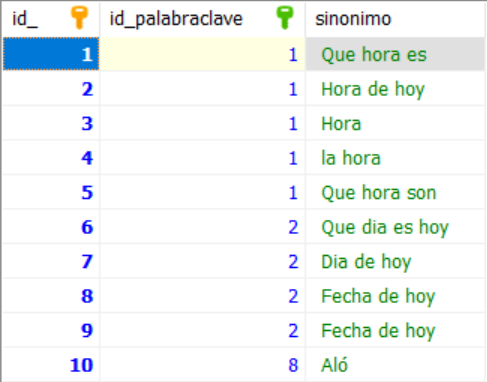 id_ id_palabraclave sinonimo
1 1 Que hora es
2 1 Hora de hoy
3 1 Hora
4 1 la hora
5 1 Que hora son
6 2 Que dia es hoy
7 2 Dia de hoy
8 2 Fecha de hoy
9 2 Fecha de hoy
10 8 Aló